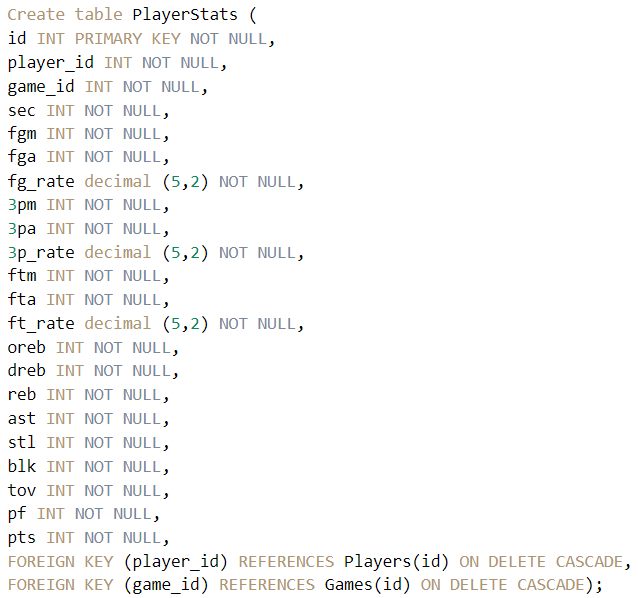 Create table PlayerStats (
id INT PRIMARY KEY NOT NULL,
player_id INT NOT NULL,
game_id INT NOT NULL,
sec INT NOT NULL,
fgm INT NOT NULL,
fga INT NOT NULL,
fg_rate decimal (5,2) NOT NULL,
3pm INT NOT NULL,
3pa INT NOT NULL,
3p_rate decimal (5,2) NOT NULL,
ftm INT NOT NULL,
fta INT NOT NULL,
ft_rate decimal (5,2) NOT NULL,
oreb INT NOT NULL,
dreb INT NOT NULL,
reb INT NOT NULL,
ast INT NOT NULL,
stl INT NOT NULL,
blk INT NOT NULL,
tov INT NOT NULL,
pf INT NOT NULL,
pts INT NOT NULL,
FOREIGN KEY (player_id) REFERENCES Players(id) ON DELETE CASCADE,
FOREIGN KEY (game_id) REFERENCES Games(id) ON DELETE CASCADE);